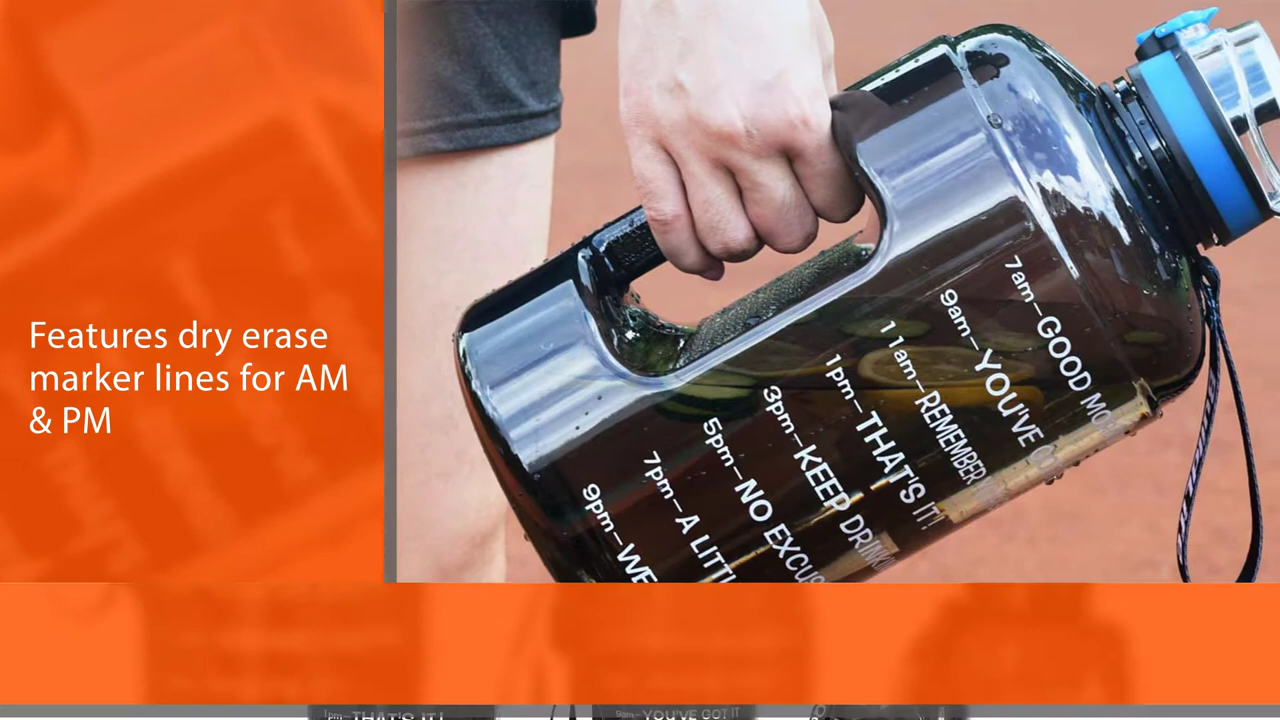 Features dry erase
marker lines for AM
& PM
7am–GOOD
9am–YOU'VE
11am–REMEMBER
1pm–THAT'S IT!
3pm–KEEP
5pm–NO
7pm–A
9pm–
1pm–THAT'S IT!
9am–YOU'VE GOT IT